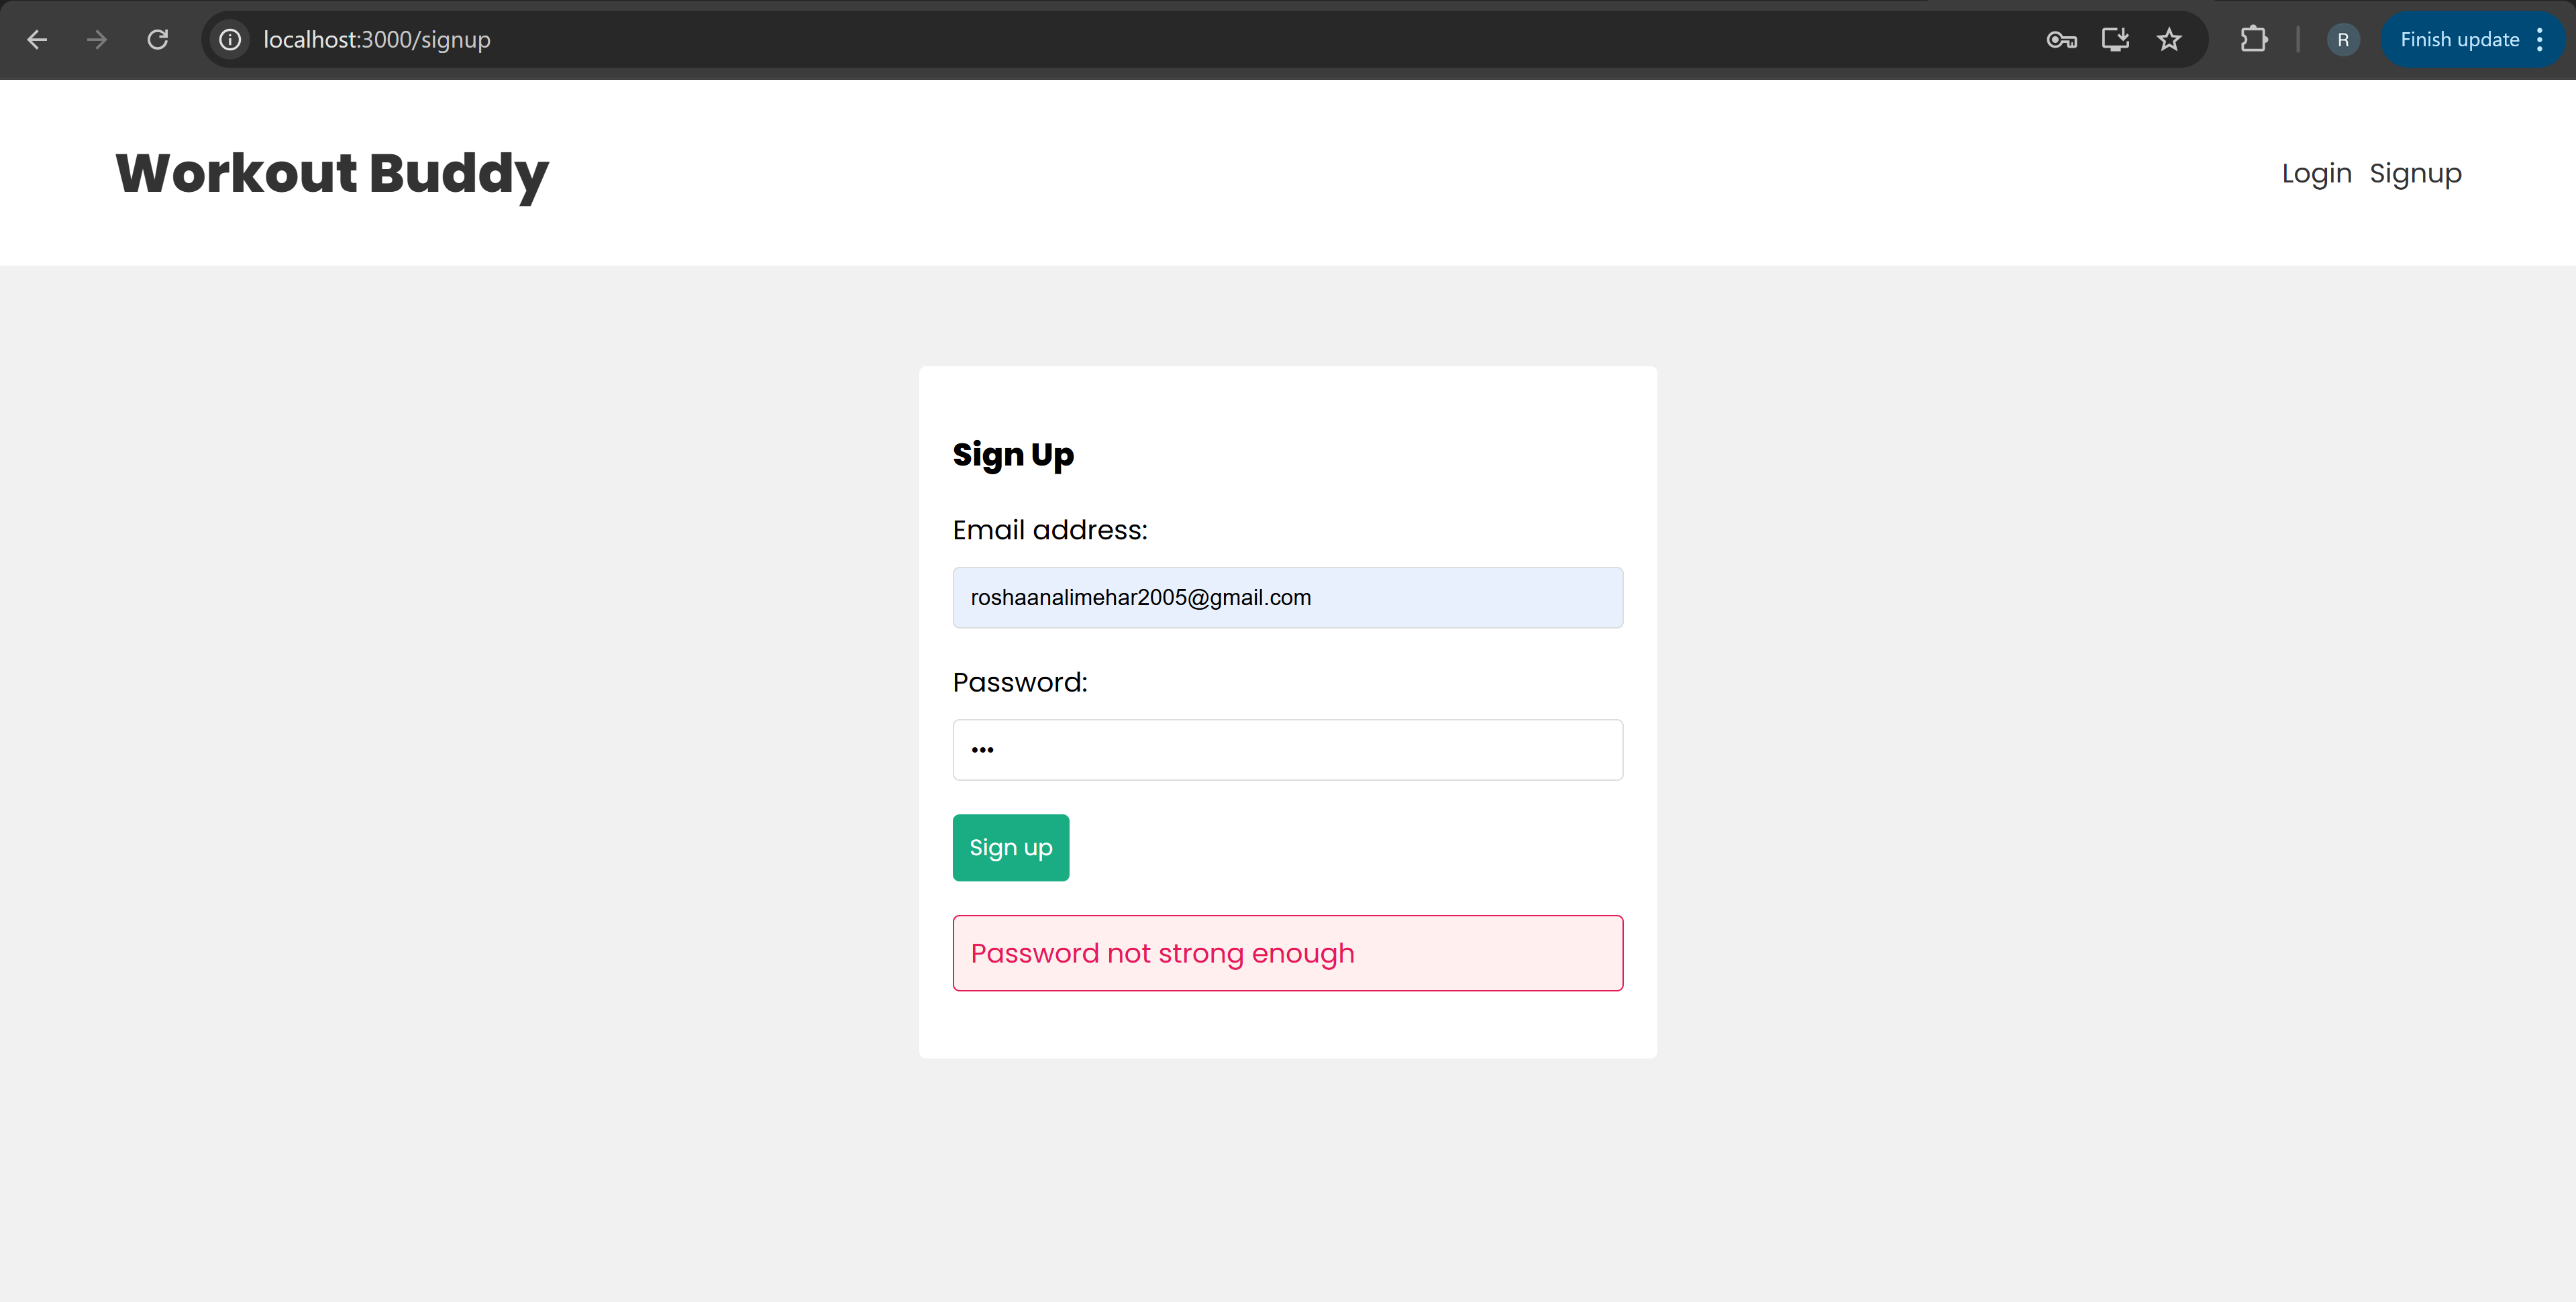 localhost:3000/signup
R
Finish update
Workout Buddy
Login Signup
Sign Up
Email address:
roshaanalimehar2005@gmail.com
Password:
•••
Sign up
Password not strong enough